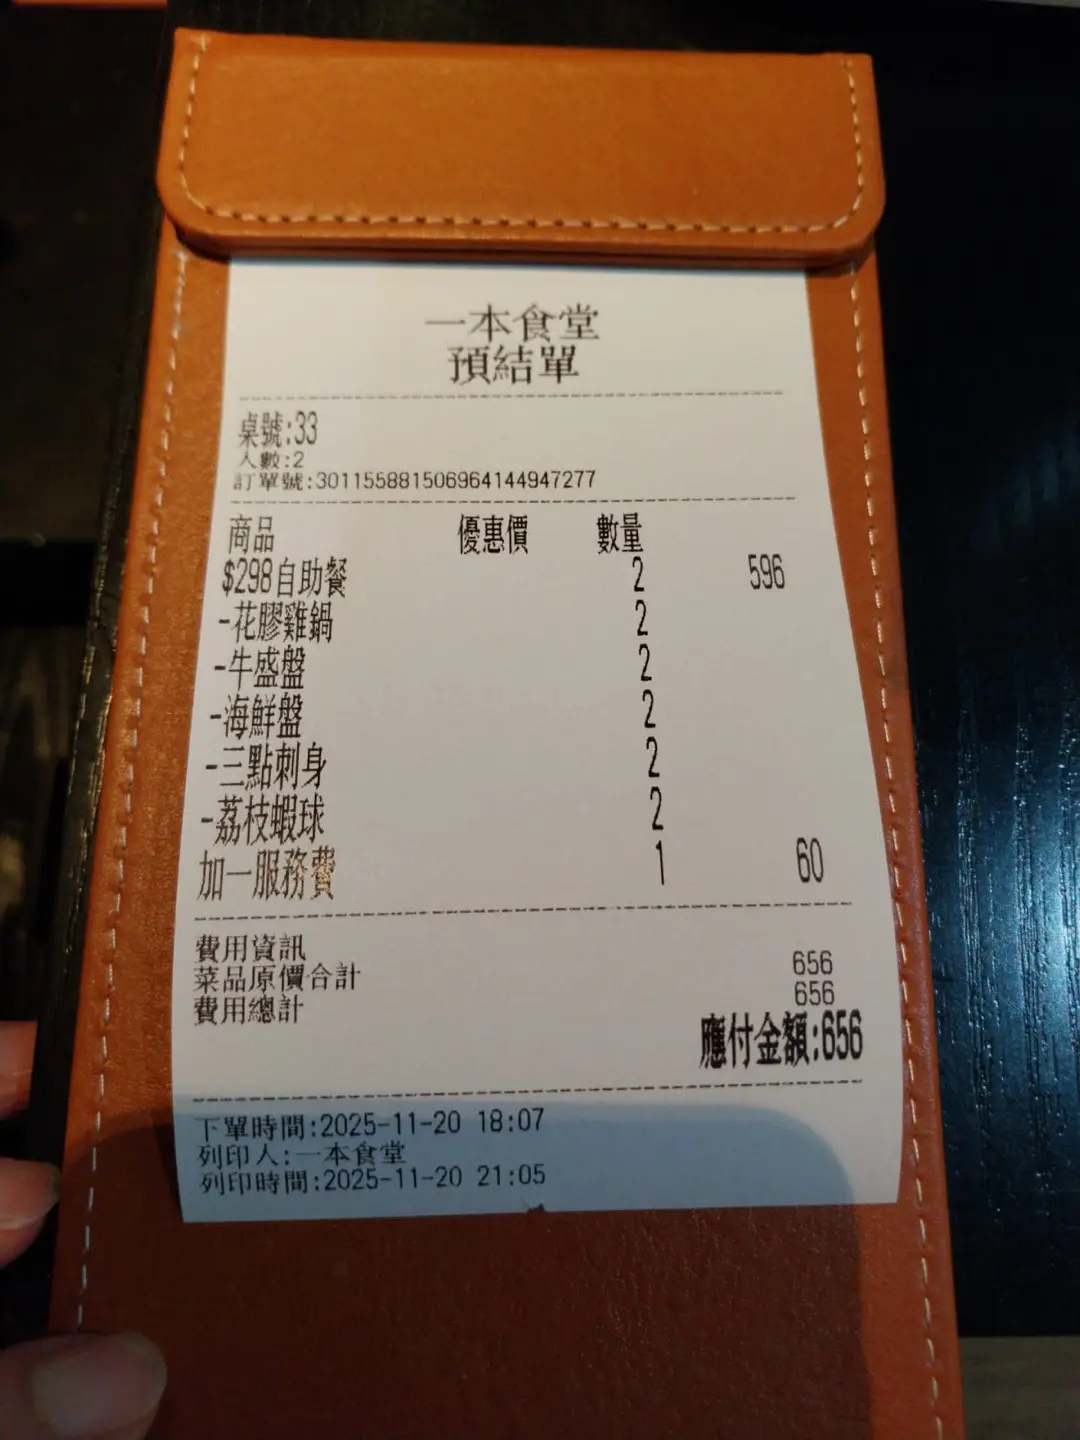 一本食堂
預結單
桌號:33
人數:2
訂單號:3011558815069641449472​77
商品 優惠價 數量
$298自助餐 2 596
-花膠雞鍋 2
-牛盛盤 2
-海鮮盤 2
-三點刺身 2
-荔枝蝦球 2
加一服務費 1 60
費用資訊
菜品原價合計 656
費用總計 656
應付金額:656
下單時間:2025-11-20 18:07
列印人:一本食堂
列印時間:2025-11-20 21:05